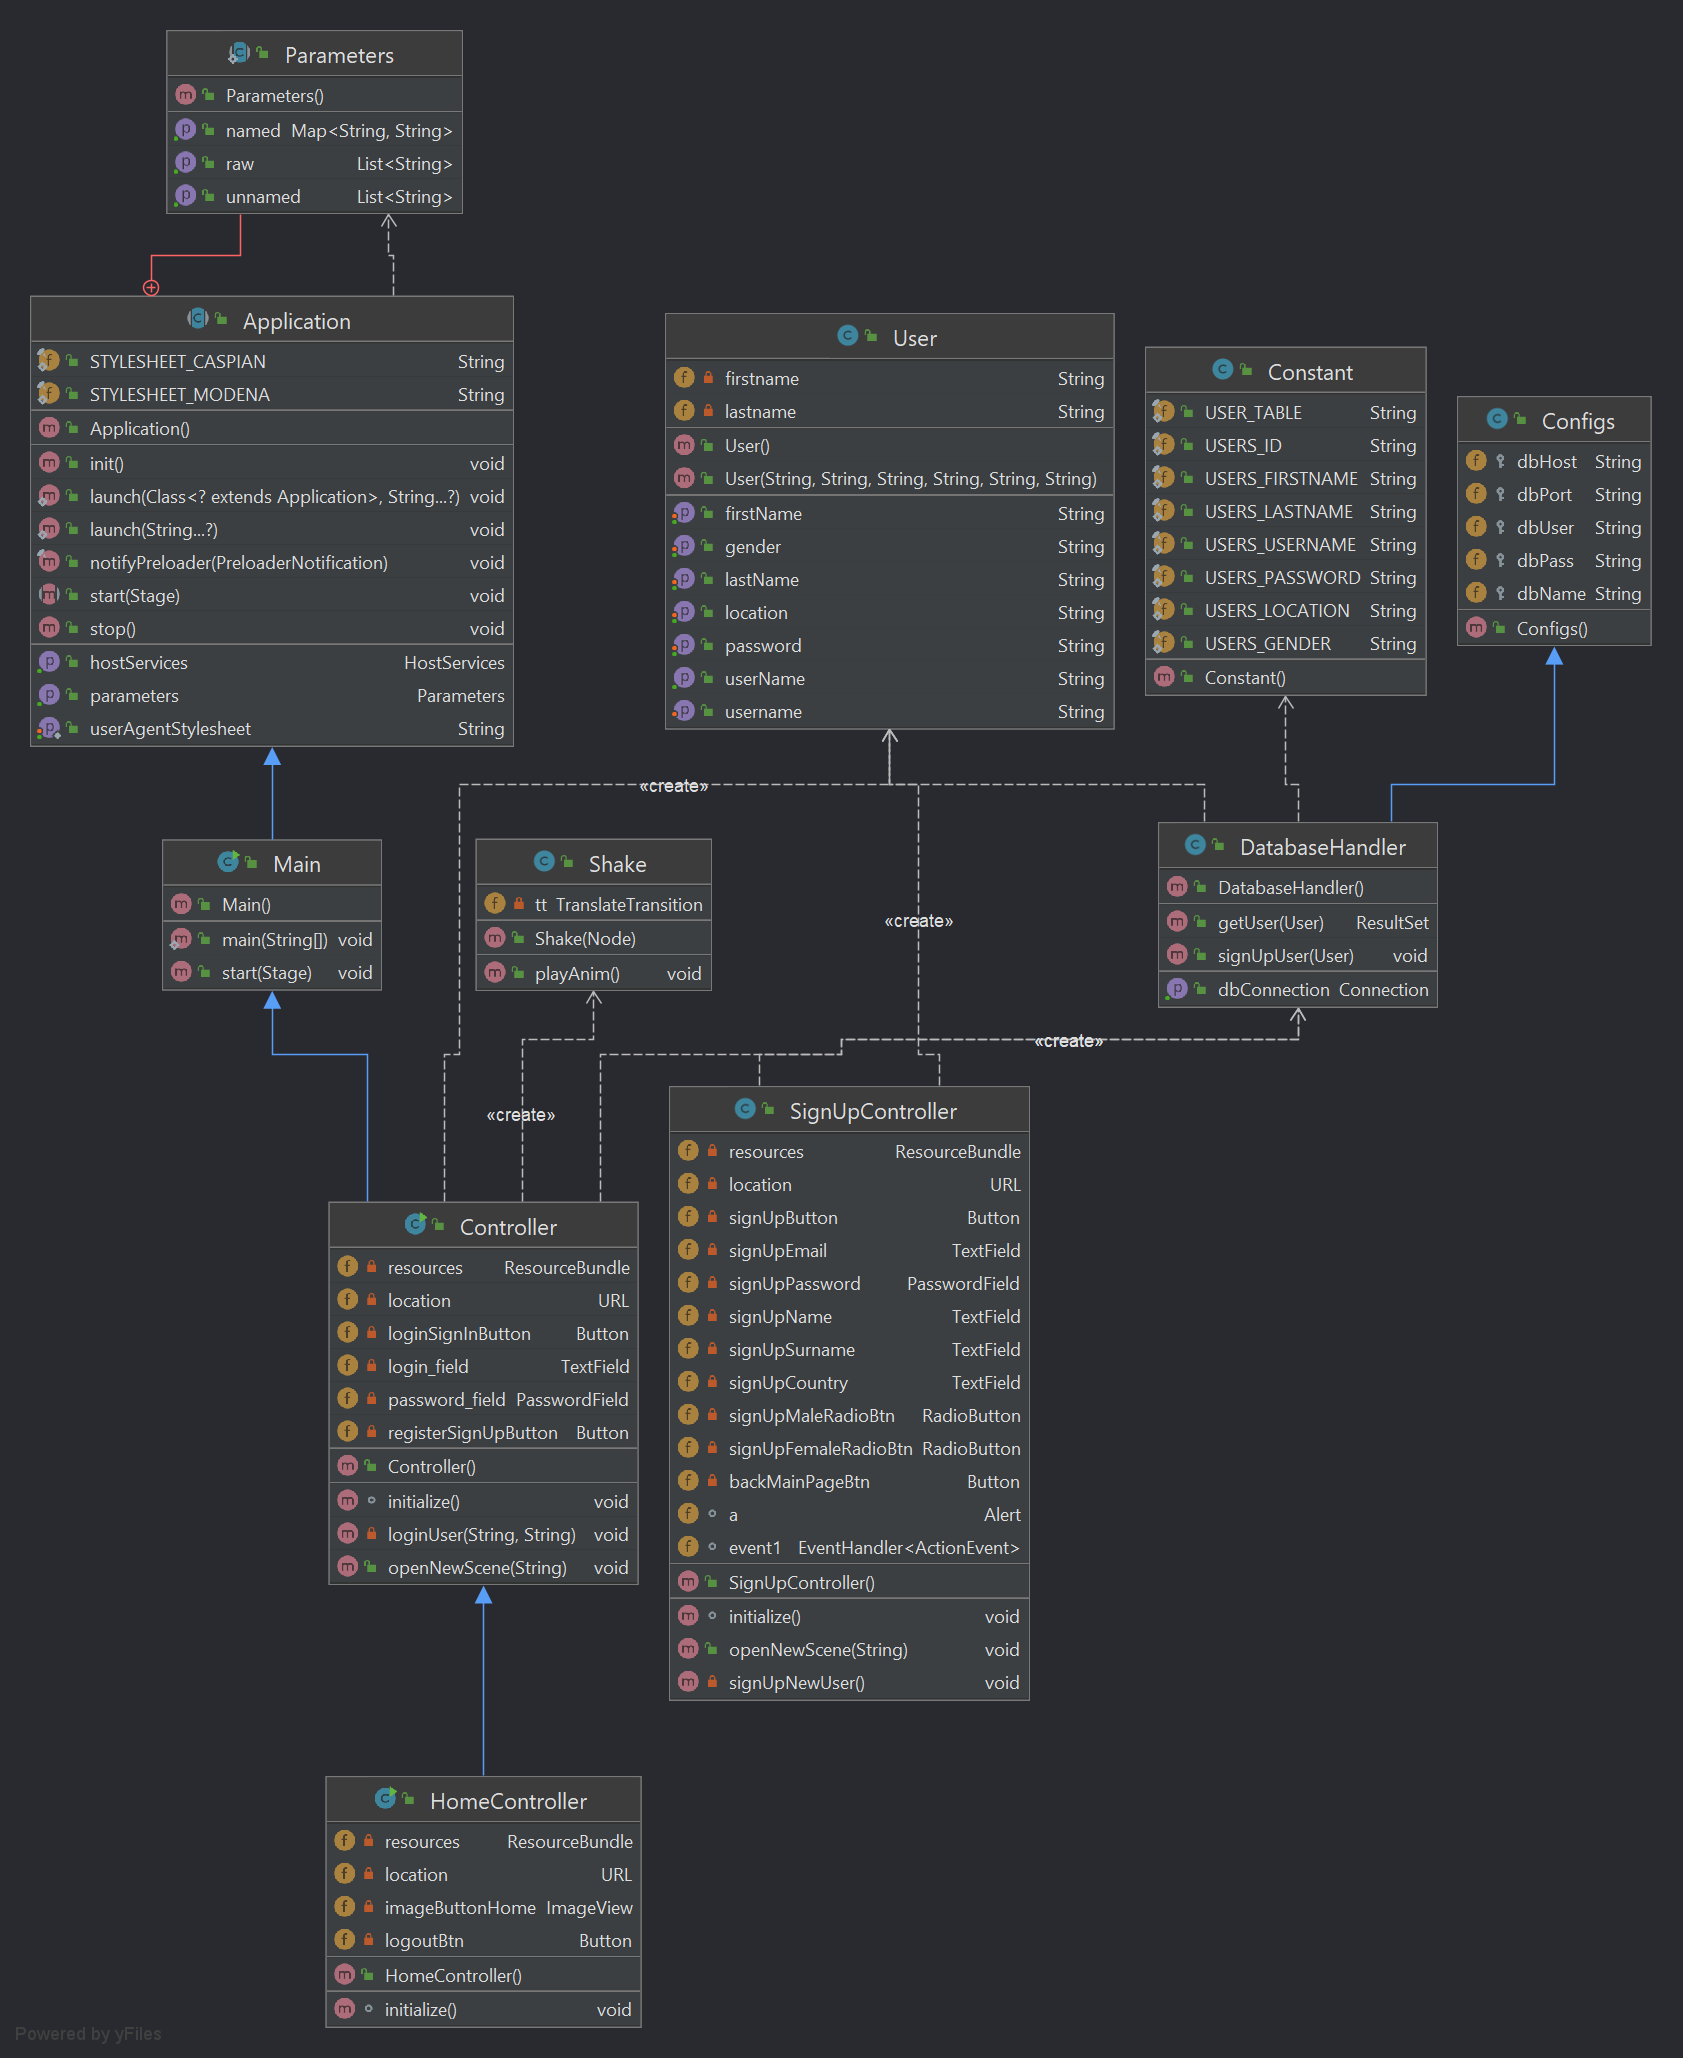 Parameters
Parameters()
named Map<String, String>
raw List<String>
unnamed List<String>
Application
STYLESHEET_CASPIAN String
STYLESHEET_MODENA String
Application()
init() void
launch(Class<? extends Application>, String...?) void
launch(String...?) void
notifyPreloader(PreloaderNotification) void
start(Stage) void
stop() void
hostServices HostServices
parameters Parameters
userAgentStylesheet String
User
firstname String
lastname String
User()
User(String, String, String, String, String, String)
firstName String
gender String
lastName String
location String
password String
userName String
username String
Constant
USER_TABLE String
USERS_ID String
USERS_FIRSTNAME String
USERS_LASTNAME String
USERS_USERNAME String
USERS_PASSWORD String
USERS_LOCATION String
USERS_GENDER String
Constant()
Configs
dbHost String
dbPort String
dbUser String
dbPass String
dbName String
Configs()
«create»
Main
Main()
main(String[]) void
start(Stage) void
Shake
tt TranslateTransition
Shake(Node)
playAnim() void
«create»
DatabaseHandler
DatabaseHandler()
getUser(User) ResultSet
signUpUser(User) void
dbConnection Connection
«create»
«create»
SignUpController
resources ResourceBundle
location URL
signUpButton Button
signUpEmail TextField
signUpPassword PasswordField
signUpName TextField
signUpSurname TextField
signUpCountry TextField
signUpMaleRadioBtn RadioButton
signUpFemaleRadioBtn RadioButton
backMainPageBtn Button
a Alert
event1 EventHandler<ActionEvent>
SignUpController()
initialize() void
openNewScene(String) void
signUpNewUser() void
Controller
resources ResourceBundle
location URL
loginSignInButton Button
login_field TextField
password_field PasswordField
registerSignUpButton Button
Controller()
initialize() void
loginUser(String, String) void
openNewScene(String) void
HomeController
resources ResourceBundle
location URL
imageButtonHome ImageView
logoutBtn Button
HomeController()
initialize() void
Powered by yFiles